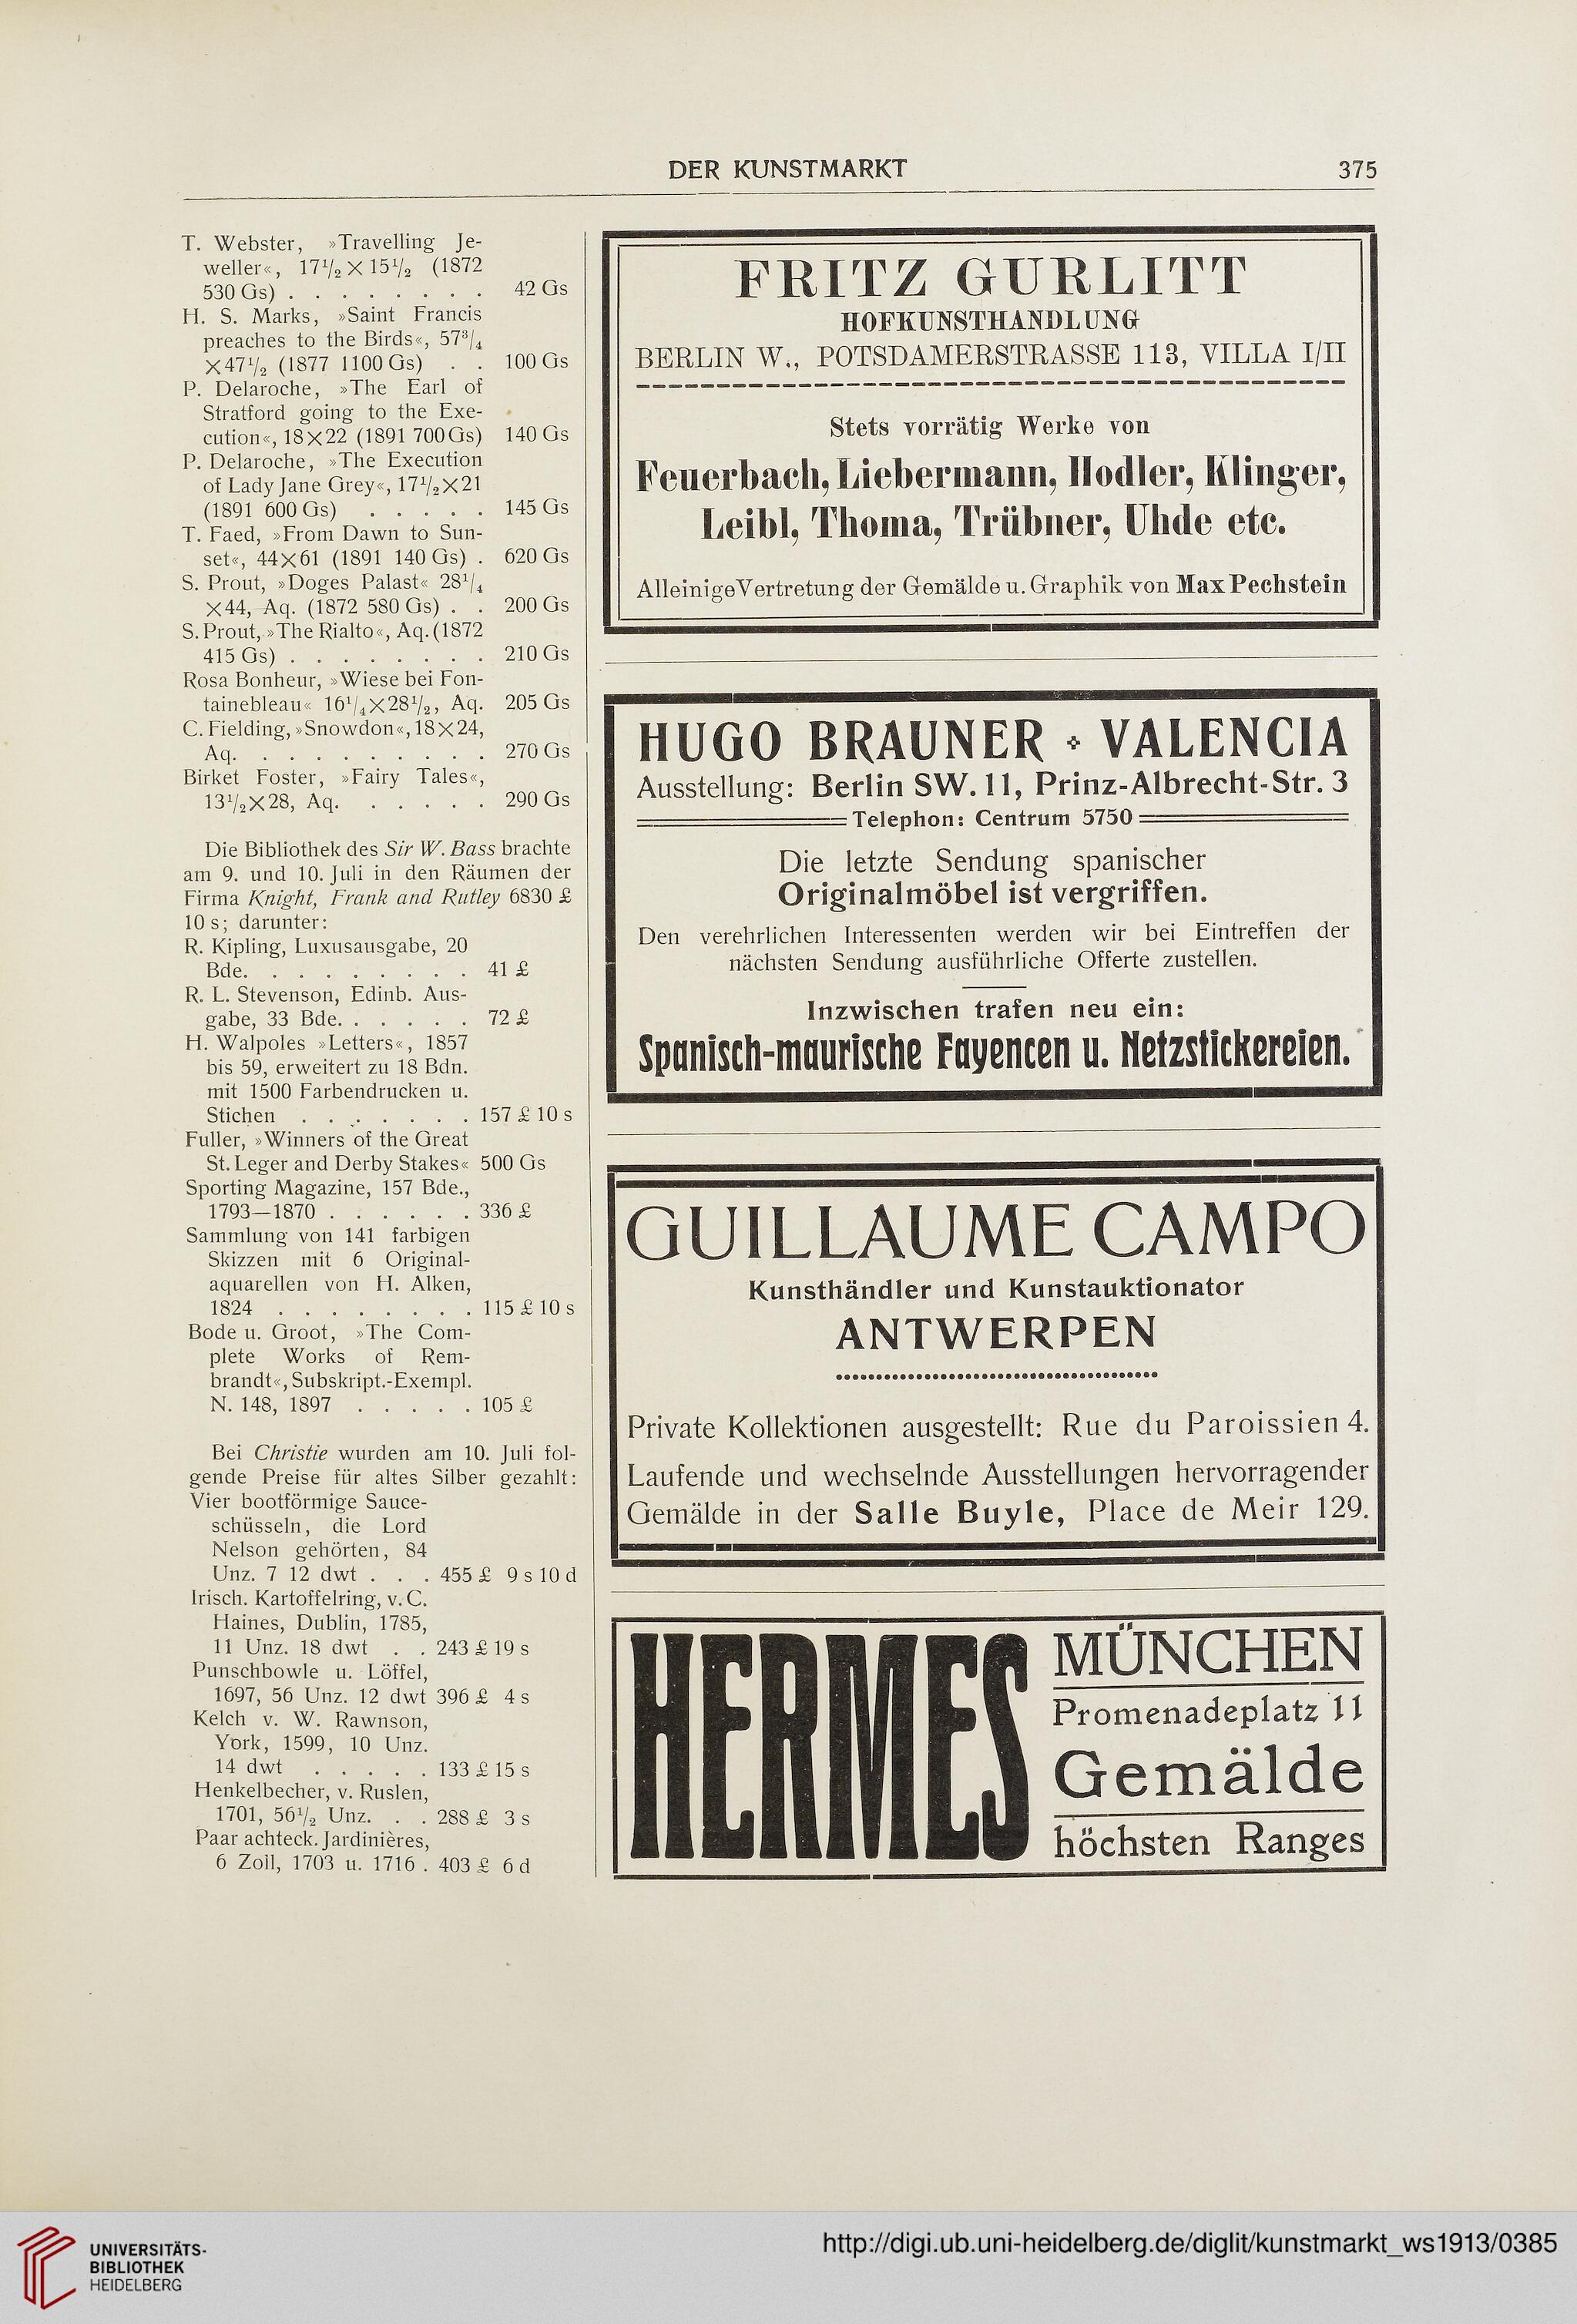 DER KUNSTMARKT
375
T. Webster, »Travelling Je-
weller«, 17½ × 15½ (1872
530 Gs) . . . . . . . . 42 Gs
H. S. Marks, »Saint Francis
preaches to the Birds«, 57¾
×47½ (1877 1100 Gs) . . 100 Gs
P. Delaroche, »The Earl of
Stratford going to the Exe-
cution«, 18×22 (1891 700 Gs) 140 Gs
P. Delaroche, »The Execution
of Lady Jane Grey«, 17½×21
(1891 600 Gs) . . . . . 145 Gs
T. Faed, »From Dawn to Sun-
set«, 44×61 (1891 140 Gs) . 620 Gs
S. Prout, »Doges Palast« 28¼
×44, Aq. (1872 580 Gs) . . 200 Gs
S. Prout, »The Rialto«, Aq. (1872
415 Gs) . . . . . . . . 210 Gs
Rosa Bonheur, »Wiese bei Fon-
tainebleau« 16¼×28½, Aq. 205 Gs
C. Fielding, »Snowdon«, 18×24,
Aq. . . . . . . . . . 270 Gs
Birket Foster, »Fairy Tales«,
13½×28, Aq. . . . . . 290 Gs
Die Bibliothek des Sir W. Bass brachte
am 9. und 10. Juli in den Räumen der
Firma Knight, Frank and Rutley 6830 £
10 s; darunter:
R. Kipling, Luxusausgabe, 20
Bde. . . . . . . . . 41 £
R. L. Stevenson, Edinb. Aus-
gabe, 33 Bde. . . . . . 72 £
H. Walpoles »Letters«, 1857
bis 59, erweitert zu 18 Bdn.
mit 1500 Farbendrucken u.
Stichen . . . . . . . 157 £ 10 s
Fuller, »Winners of the Great
St. Leger and Derby Stakes« 500 Gs
Sporting Magazine, 157 Bde.,
1793—1870 . . . . . . 336 £
Sammlung von 141 farbigen
Skizzen mit 6 Original-
aquarellen von H. Alken,
1824 . . . . . . . . 115 £ 10 s
Bode u. Groot, »The Com-
plete Works of Rem-
brandt«, Subskript.-Exempl.
N. 148, 1897 . . . . . 105 £
Bei Christie wurden am 10. Juli fol-
gende Preise für altes Silber gezahlt:
Vier bootförmige Sauce-
schüsseln, die Lord
Nelson gehörten, 84
Unz. 7 12 dwt . . . 455 £ 9 s 10 d
Irisch. Kartoffelring, v. C.
Haines, Dublin, 1785,
11 Unz. 18 dwt . . 243 £ 19 s
Punschbowle u. Löffel,
1697, 56 Unz. 12 dwt 396 £ 4 s
Kelch v. W. Rawnson,
York, 1599, 10 Unz.
14 dwt . . . . . 133 £ 15 s
Henkelbecher, v. Ruslen,
1701, 56½ Unz. . . 288 £ 3 s
Paar achteck. Jardinières,
6 Zoll, 1703 u. 1716 . 403 £ 6 d
FRITZ GURLITT
HOFKUNSTHANDLUNG
BERLIN W., POTSDAMERSTRASSE 113, VILLA I/II
Stets vorrätig Werke von
Feuerbach, Liebermann, Hodler, Klinger,
Leibl, Thoma, Trübner, Uhde etc.
Alleinige Vertretung der Gemälde u. Graphik von Max Pechstein
HUGO BRAUNER VALENCIA
Ausstellung: Berlin SW. 11, Prinz-Albrecht-Str. 3
Telephon: Centrum 5750
Die letzte Sendung spanischer
Originalmöbel ist vergriffen.
Den verehrlichen Interessenten werden wir bei Eintreffen der
nächsten Sendung ausführliche Offerte zustellen.
Inzwischen trafen neu ein:
Spanisch-maurische Fayencen u. Netzstickereien.
GUILLAUME CAMPO
Kunsthändler und Kunstauktionator
ANTWERPEN
Private Kollektionen ausgestellt: Rue du Paroissien 4.
Laufende und wechselnde Ausstellungen hervorragender
Gemälde in der Salle Buyle, Place de Meir 129.
HERMES
MÜNCHEN
Promenadeplatz 11
Gemälde
höchsten Ranges
UNIVERSITÄTS-
BIBLIOTHEK
HEIDELBERG
http://digi.ub.uni-heidelberg.de/diglit/kunstmarkt_ws1913/0385